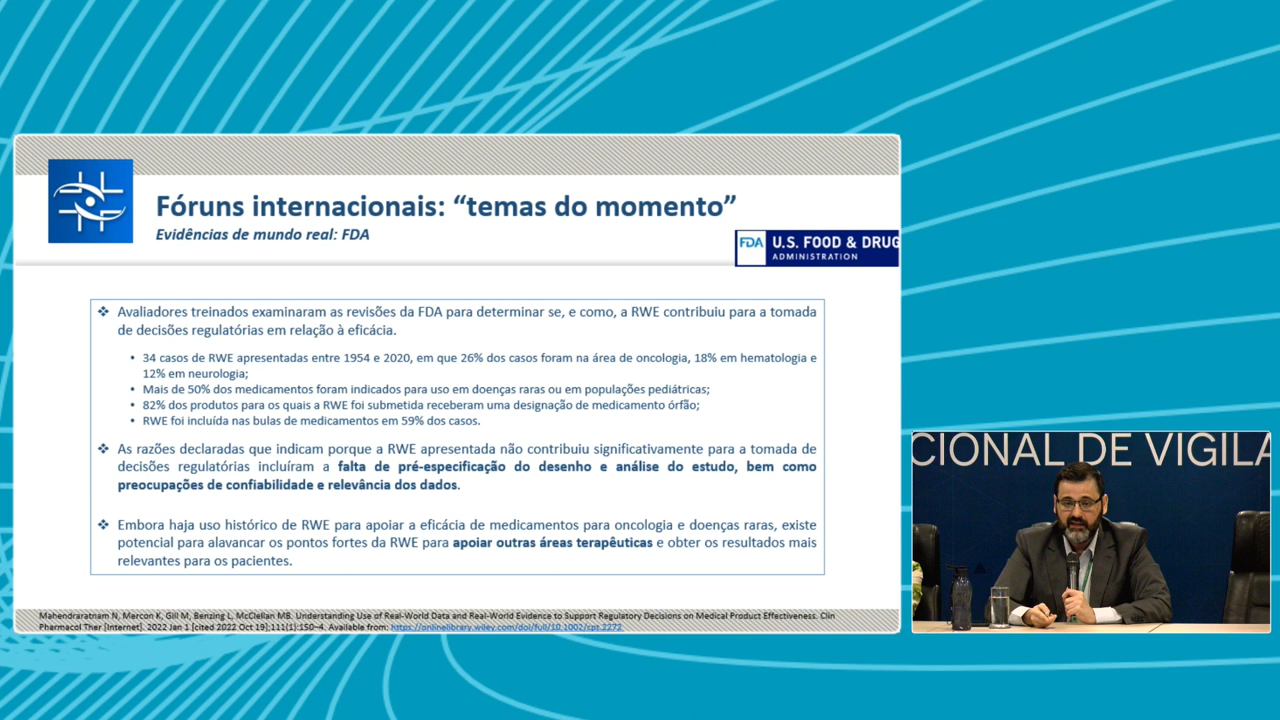 Fóruns internacionais: “temas do momento”
Evidências de mundo real: FDA
FDA U.S. FOOD & DRUG
ADMINISTRATION
❖ Avaliadores treinados examinaram as revisões da FDA para determinar se, e como, a RWE contribuiu para a tomada
de decisões regulatórias em relação à eficácia.
• 34 casos de RWE apresentadas entre 1954 e 2020, em que 26% dos casos foram na área de oncologia, 18% em hematologia e
12% em neurologia;
• Mais de 50% dos medicamentos foram indicados para uso em doenças raras ou em populações pediátricas;
• 82% dos produtos para os quais a RWE foi submetida receberam uma designação de medicamento órfão;
• RWE foi incluída nas bulas de medicamentos em 59% dos casos.
❖ As razões declaradas que indicam porque a RWE apresentada não contribuiu significativamente para a tomada de
decisões regulatórias incluíram a falta de pré-especificação do desenho e análise do estudo, bem como
preocupações de confiabilidade e relevância dos dados.
❖ Embora haja uso histórico de RWE para apoiar a eficácia de medicamentos para oncologia e doenças raras, existe
potencial para alavancar os pontos fortes da RWE para apoiar outras áreas terapêuticas e obter os resultados mais
relevantes para os pacientes.
Mahendraratnam N, Mercon K, Gill M, Benzing L, McClellan MB. Understanding Use of Real-World Data and Real-World Evidence to Support Regulatory Decisions on Medical Product Effectiveness. Clin
Pharmacol Ther [Internet]. 2022 Jan 1 [cited 2022 Oct 19];111(1):150–4. Available from: https://onlinelibrary.wiley.com/doi/full/10.1002/cpt.2272
CIONAL DE VIGILA